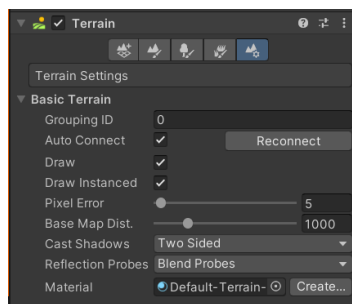 Terrain
Terrain Settings
Basic Terrain
Grouping ID 0
Auto Connect Reconnect
Draw
Draw Instanced
Pixel Error 5
Base Map Dist. 1000
Cast Shadows Two Sided
Reflection Probes Blend Probes
Material Default-Terrain- Create...